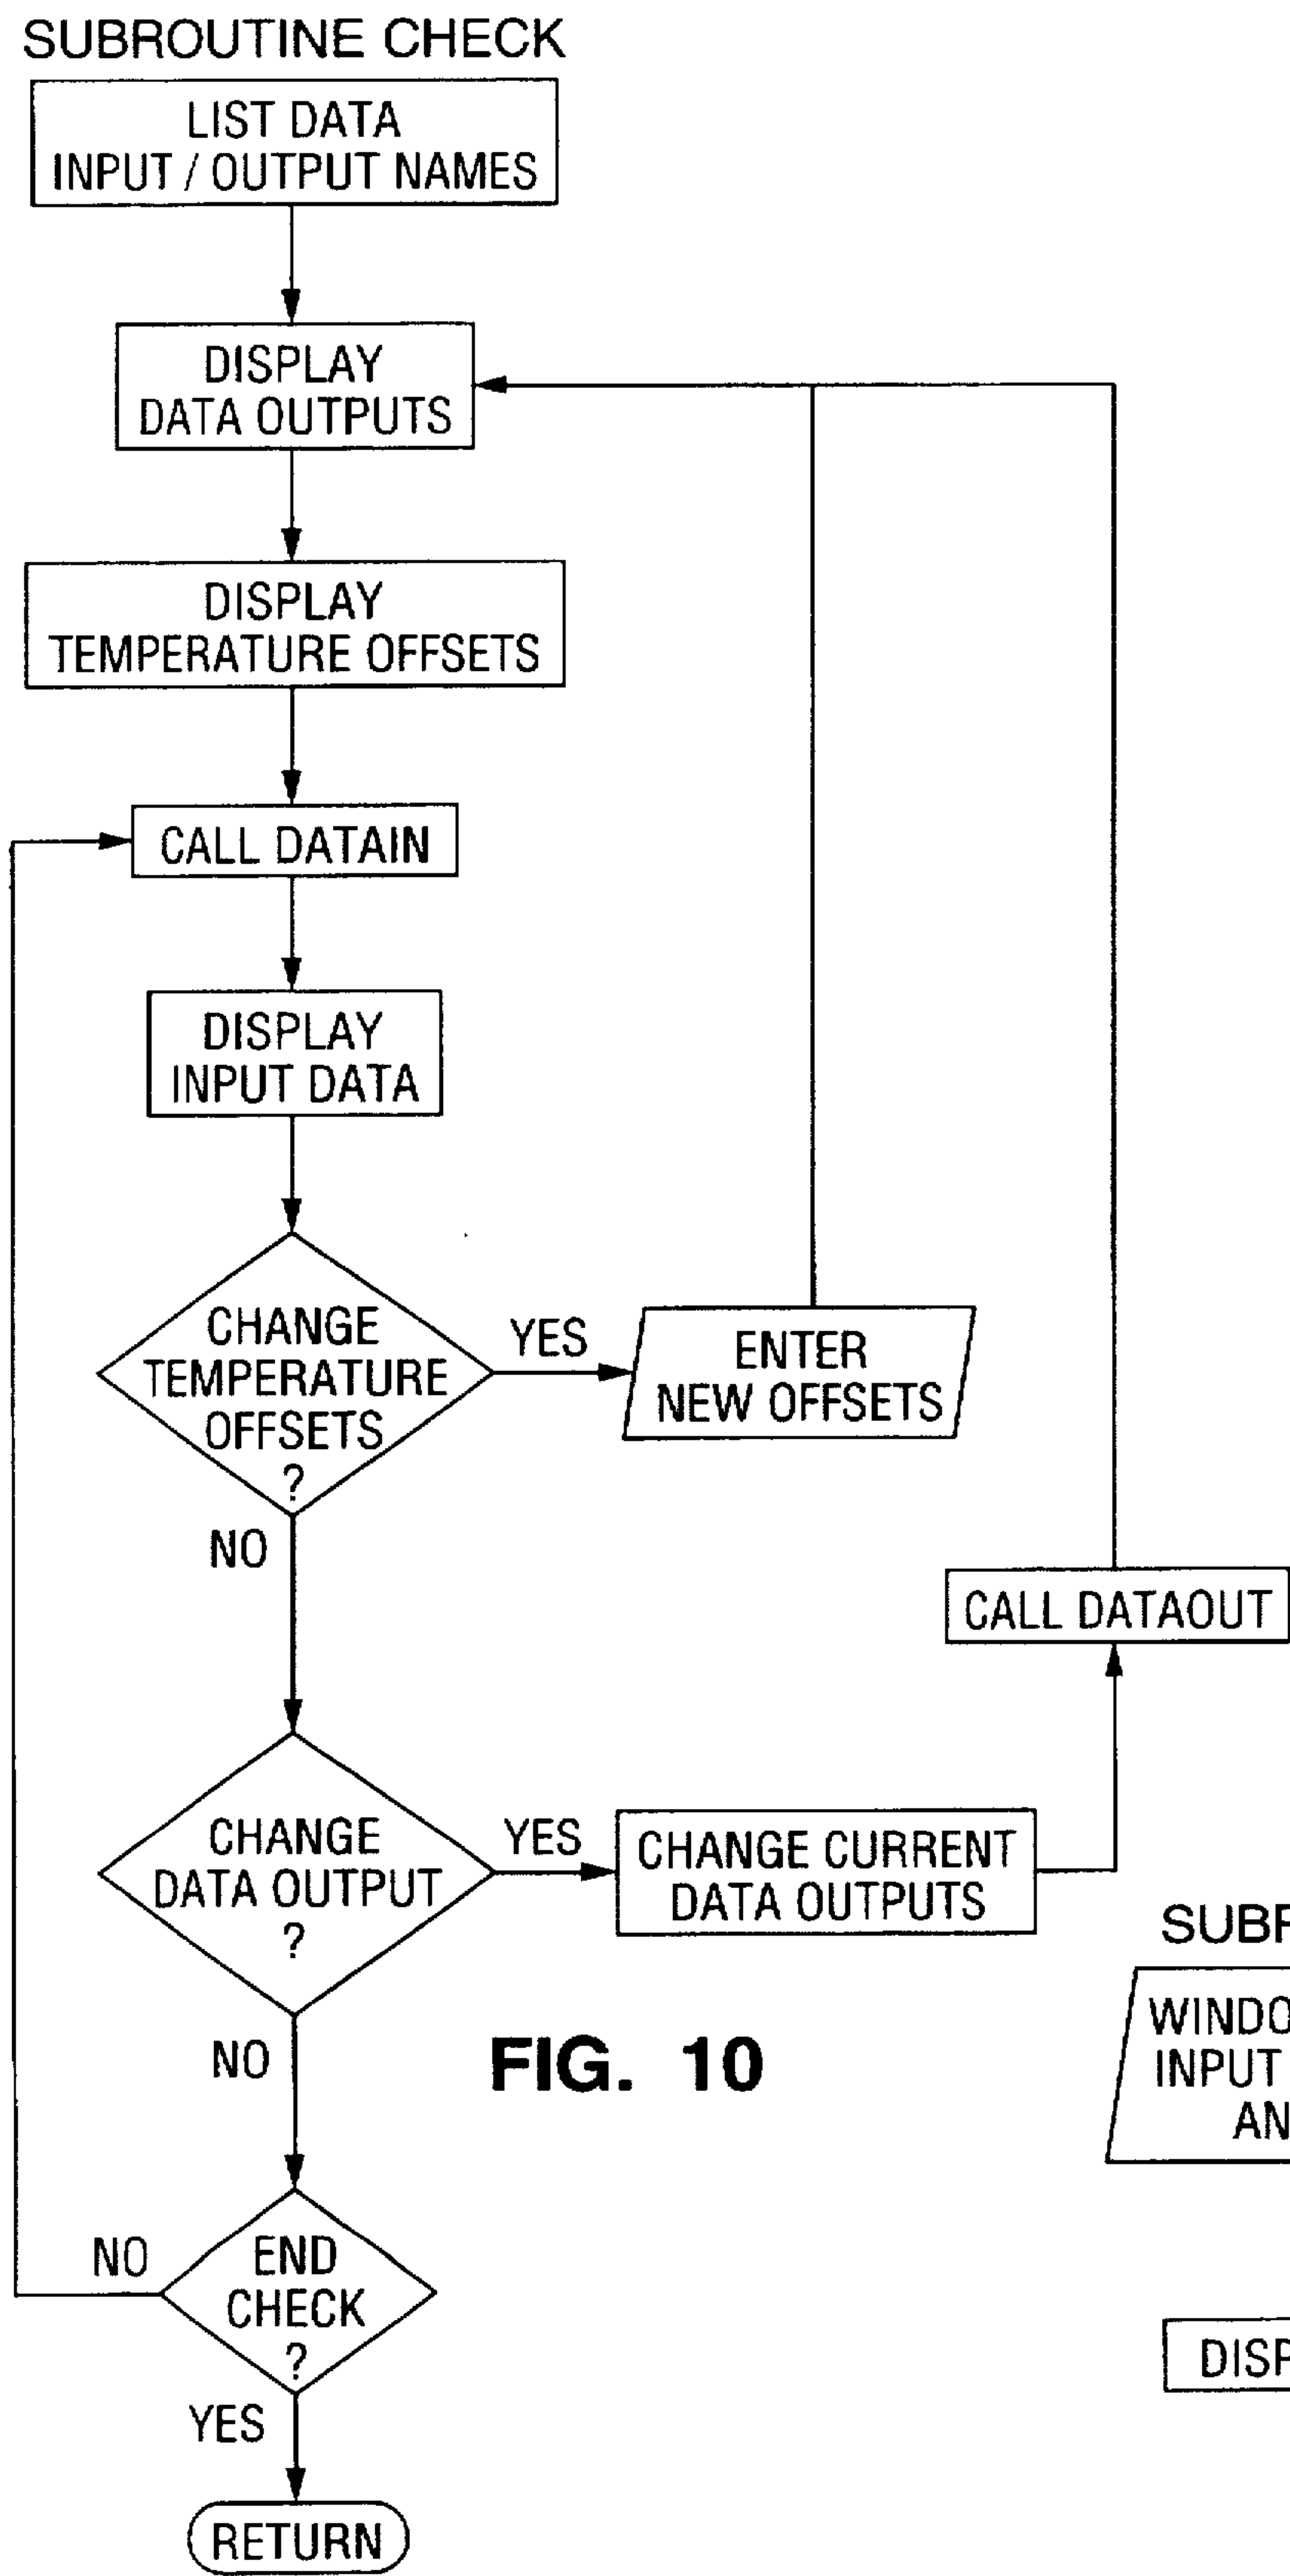 SUBROUTINE CHECK
LIST DATA
INPUT / OUTPUT NAMES
DISPLAY
DATA OUTPUTS
DISPLAY
TEMPERATURE OFFSETS
CALL DATAIN
DISPLAY
INPUT DATA
CHANGE
TEMPERATURE
OFFSETS
?
YES
ENTER
NEW OFFSETS
NO
CALL DATAOUT
CHANGE
DATA OUTPUT
?
YES
CHANGE CURRENT
DATA OUTPUTS
NO
FIG. 10
END
CHECK
?
NO
YES
RETURN
INPUT